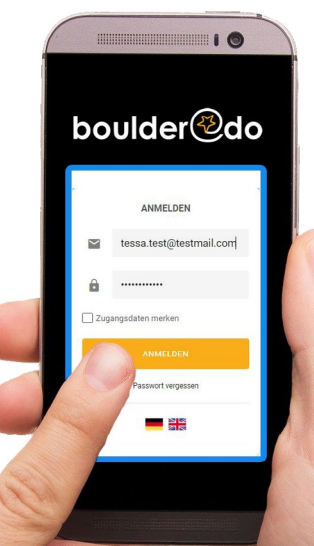 boulder@do
ANMELDEN
tessa.test@testmail.com
••••••••••••
Zugangsdaten merken
ANMELDEN
Passwort vergessen